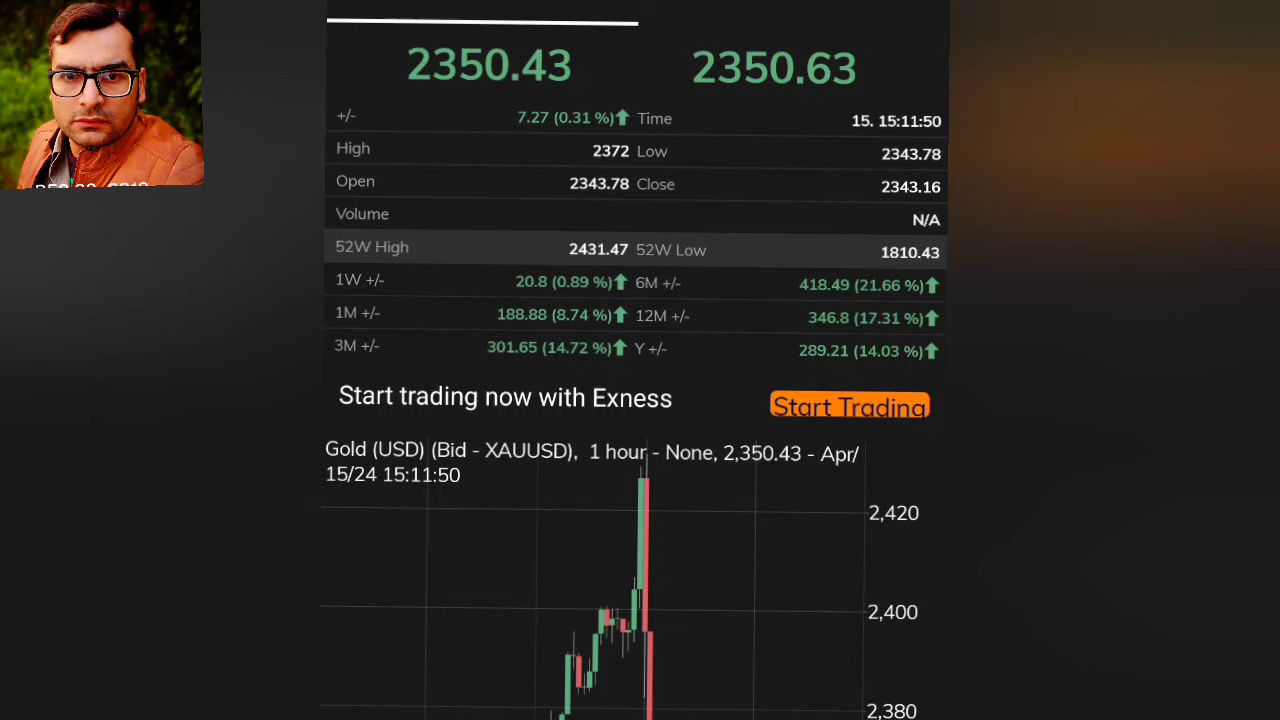 2350.43 2350.63
+/- 7.27 (0.31 %) Time 15. 15:11:50
High 2372 Low 2343.78
Open 2343.78 Close 2343.16
Volume N/A
52W High 2431.47 52W Low 1810.43
1W +/- 20.8 (0.89 %) 6M +/- 418.49 (21.66 %)
1M +/- 188.88 (8.74 %) 12M +/- 346.8 (17.31 %)
3M +/- 301.65 (14.72 %) Y +/- 289.21 (14.03 %)
Start trading now with Exness Start Trading
Gold (USD) (Bid - XAUUSD), 1 hour - None, 2,350.43 - Apr/
15/24 15:11:50
2,420
2,400
2,380